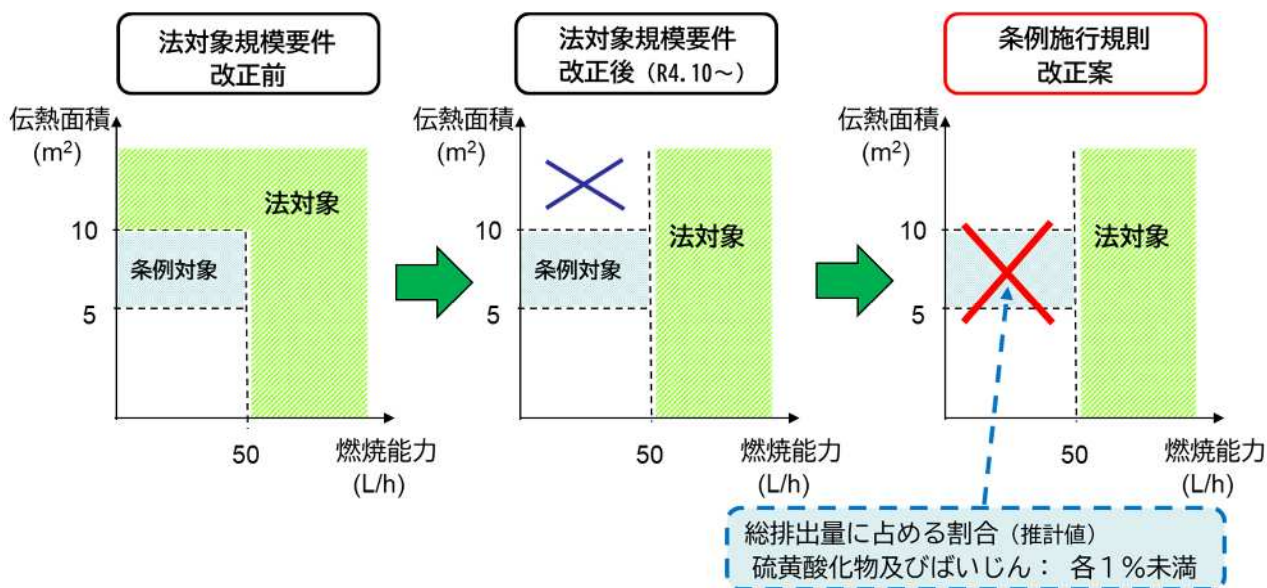 法対象規模要件
改正前
伝熱面積
(m²)
法対象
10
条例対象
5
50
燃焼能力
(L/h)
法対象規模要件
改正後（R4.10～）
伝熱面積
(m²)
法対象
10
条例対象
5
50
燃焼能力
(L/h)
条例施行規則
改正案
伝熱面積
(m²)
法対象
10
5
50
燃焼能力
(L/h)
総排出量に占める割合（推計値）
硫黄酸化物及びばいじん： 各１％未満